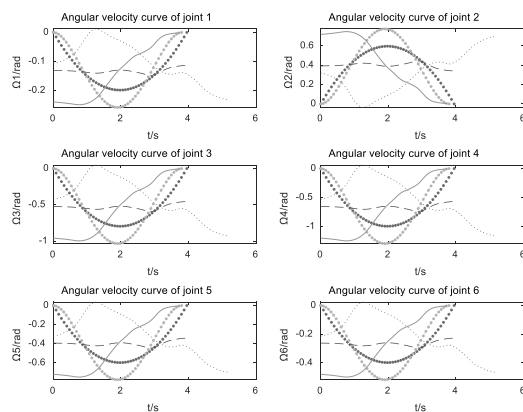 Angular velocity curve of joint 1
Angular velocity curve of joint 2
0
-0.1
-0.2
Ω1/rad
0 2 4 6
t/s
0.6
0.4
0.2
0
Ω2/rad
0 2 4 6
t/s
Angular velocity curve of joint 3
Angular velocity curve of joint 4
0
-0.5
-1
Ω3/rad
0 2 4 6
t/s
0
-0.5
-1
Ω4/rad
0 2 4 6
t/s
Angular velocity curve of joint 5
Angular velocity curve of joint 6
0
-0.2
-0.4
-0.6
Ω5/rad
0 2 4 6
t/s
0
-0.2
-0.4
Ω6/rad
0 2 4 6
t/s